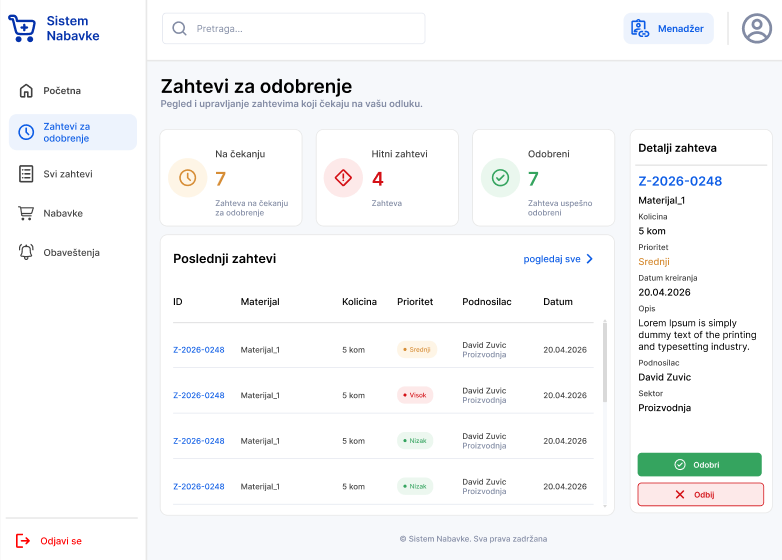 Sistem
Nabavke
Pretraga...
Menadžer
Početna
Zahtevi za
odobrenje
Svi zahtevi
Nabavke
Obaveštenja
Odjavi se
Zahtevi za odobrenje
Pegled i upravljanje zahtevima koji čekaju na vašu odluku.
Na čekanju
7
Zahteva na čekanju
za odobrenje
Hitni zahtevi
4
Zahteva
Odobreni
7
Zahteva uspešno
odobreni
Poslednji zahtevi
pogledaj sve
ID Materijal Kolicina Prioritet Podnosilac Datum
Z-2026-0248 Materijal_1 5 kom Srednji David Zuvic 20.04.2026
Proizvodnja
Z-2026-0248 Materijal_1 5 kom Visok David Zuvic 20.04.2026
Proizvodnja
Z-2026-0248 Materijal_1 5 kom Nizak David Zuvic 20.04.2026
Proizvodnja
Z-2026-0248 Materijal_1 5 kom Nizak David Zuvic 20.04.2026
Proizvodnja
Detalji zahteva
Z-2026-0248
Materijal_1
Kolicina
5 kom
Prioritet
Srednji
Datum kreiranja
20.04.2026
Opis
Lorem Ipsum is simply
dummy text of the printing
and typesetting industry.
Podnosilac
David Zuvic
Sektor
Proizvodnja
Odobri
Odbij
© Sistem Nabavke. Sva prava zadržana